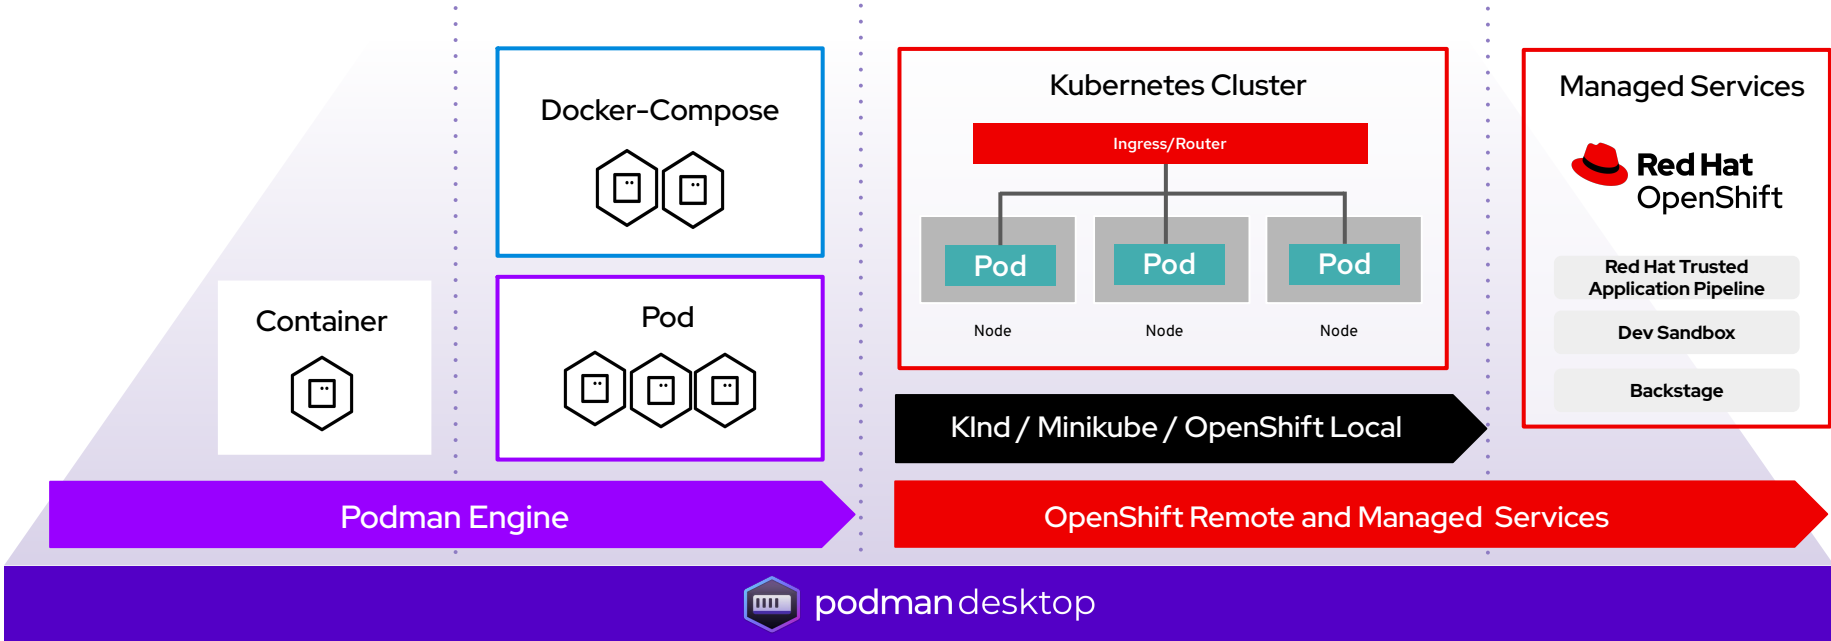 Container
Docker-Compose
Pod
Podman Engine
Kubernetes Cluster
Ingress/Router
Pod
Pod
Pod
Node
Node
Node
KInd / Minikube / OpenShift Local
Managed Services
Red Hat
OpenShift
Red Hat Trusted
Application Pipeline
Dev Sandbox
Backstage
OpenShift Remote and Managed Services
podman desktop